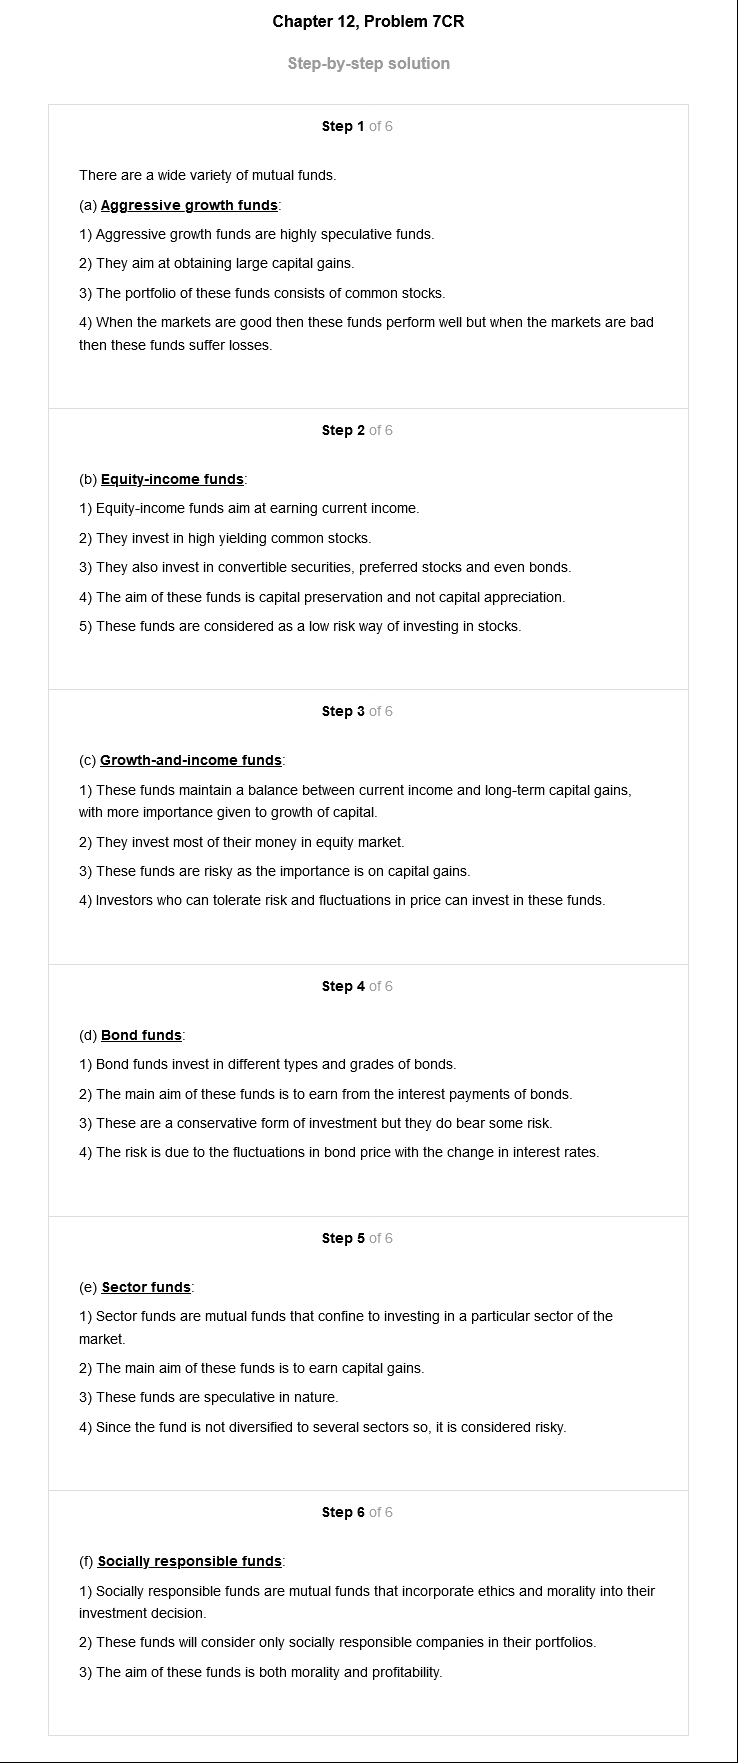 Chapter 12, Problem 7CR
Step-by-step solution
Step 1 of 6
There are a wide variety of mutual funds.
(a) Aggressive growth funds:
1) Aggressive growth funds are highly speculative funds.
2) They aim at obtaining large capital gains.
3) The portfolio of these funds consists of common stocks.
4) When the markets are good then these funds perform well but when the markets are bad
then these funds suffer losses.
Step 2 of 6
(b) Equity-income funds:
1) Equity-income funds aim at earning current income.
2) They invest in high yielding common stocks.
3) They also invest in convertible securities, preferred stocks and even bonds.
4) The aim of these funds is capital preservation and not capital appreciation.
5) These funds are considered as a low risk way of investing in stocks.
Step 3 of 6
(c) Growth-and-income funds:
1) These funds maintain a balance between current income and long-term capital gains,
with more importance given to growth of capital.
2) They invest most of their money in equity market.
3) These funds are risky as the importance is on capital gains.
4) Investors who can tolerate risk and fluctuations in price can invest in these funds.
Step 4 of 6
(d) Bond funds:
1) Bond funds invest in different types and grades of bonds.
2) The main aim of these funds is to earn from the interest payments of bonds.
3) These are a conservative form of investment but they do bear some risk.
4) The risk is due to the fluctuations in bond price with the change in interest rates.
Step 5 of 6
(e) Sector funds:
1) Sector funds are mutual funds that confine to investing in a particular sector of the
market.
2) The main aim of these funds is to earn capital gains.
3) These funds are speculative in nature.
4) Since the fund is not diversified to several sectors so, it is considered risky.
Step 6 of 6
(f) Socially responsible funds:
1) Socially responsible funds are mutual funds that incorporate ethics and morality into their
investment decision.
2) These funds will consider only socially responsible companies in their portfolios.
3) The aim of these funds is both morality and profitability.